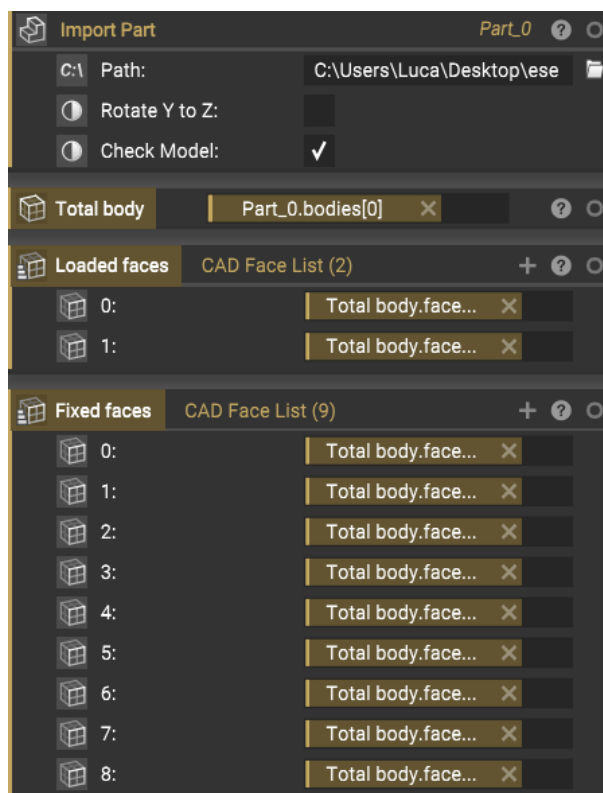 Import Part Part_0 ?
C:\ Path: C:\Users\Luca\Desktop\ese
Rotate Y to Z:
Check Model:
Total body Part_0.bodies[0] ?
Loaded faces CAD Face List (2) + ?
0: Total body.face...
1: Total body.face...
Fixed faces CAD Face List (9) + ?
0: Total body.face...
1: Total body.face...
2: Total body.face...
3: Total body.face...
4: Total body.face...
5: Total body.face...
6: Total body.face...
7: Total body.face...
8: Total body.face...